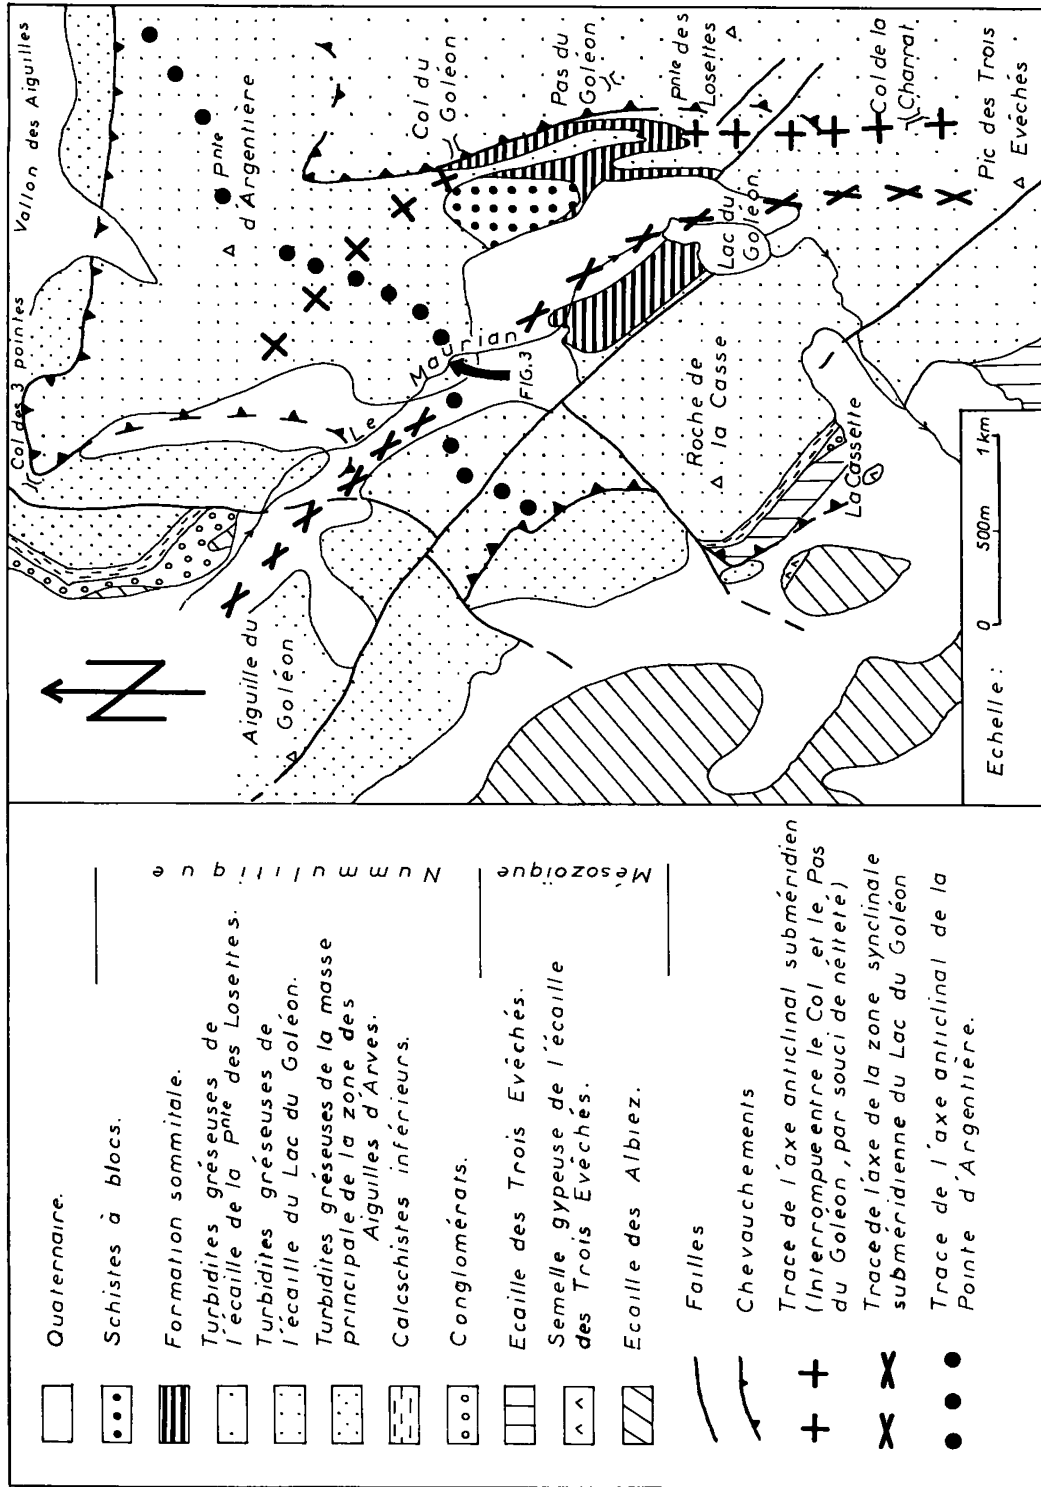 Quaternaire.
Schistes à blocs.
Formation sommitale.
Turbidites gréseuses de
l'écaille de la Pnte des Losettes.
Turbidites gréseuses de
l'écaille du Lac du Goléon.
Turbidites gréseuses de la masse
principale de la zone des
Aiguilles d'Arves.
Calcschistes inférieurs.
Conglomérats.
Ecaille des Trois Evêchés.
Semelle gypeuse de l'écaille
des Trois Evêchés.
Ecaille des Albiez.
Nummulitique
Mésozoïque
Failles
Chevauchements
Trace de l'axe anticlinal subméridien
(Interrompue entre le Col et le Pas
du Goléon, par souci de nétteté)
Trace de l'axe de la zone synclinale
subméridienne du Lac du Goléon
Trace de l'axe anticlinal de la
Pointe d'Argentière.
N
Aiguille du
Goléon
Col des 3 pointes
Vallon des Aiguilles
Pnte
d'Argentière
Col du
Goléon
Pas du
Goléon
Pnte des
Losettes
Col de la
Charrat
Pic des Trois
Evêchés
Lac du
Goléon
Le Maurian
FIG.3
Roche de
la Casse
La Cassette
Echelle :
0 500m 1km